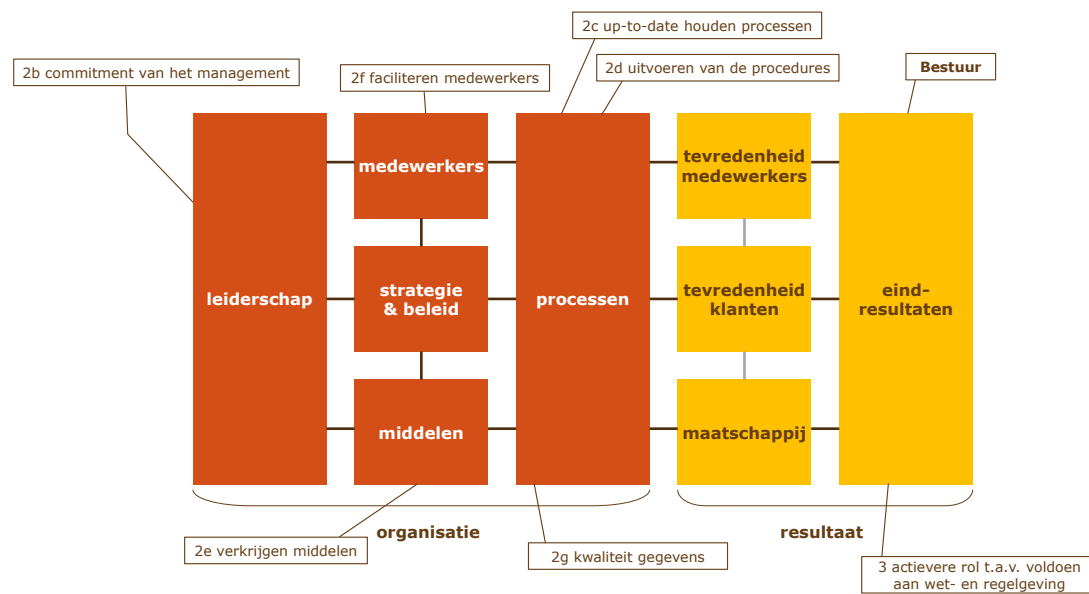 2c up-to-date houden processen
2b commitment van het management
2f faciliteren medewerkers
2d uitvoeren van de procedures
Bestuur
medewerkers
tevredenheid
medewerkers
leiderschap
strategie
& beleid
processen
tevredenheid
klanten
eind-
resultaten
middelen
maatschappij
organisatie
resultaat
2e verkrijgen middelen
2g kwaliteit gegevens
3 actievere rol t.a.v. voldoen
aan wet- en regelgeving